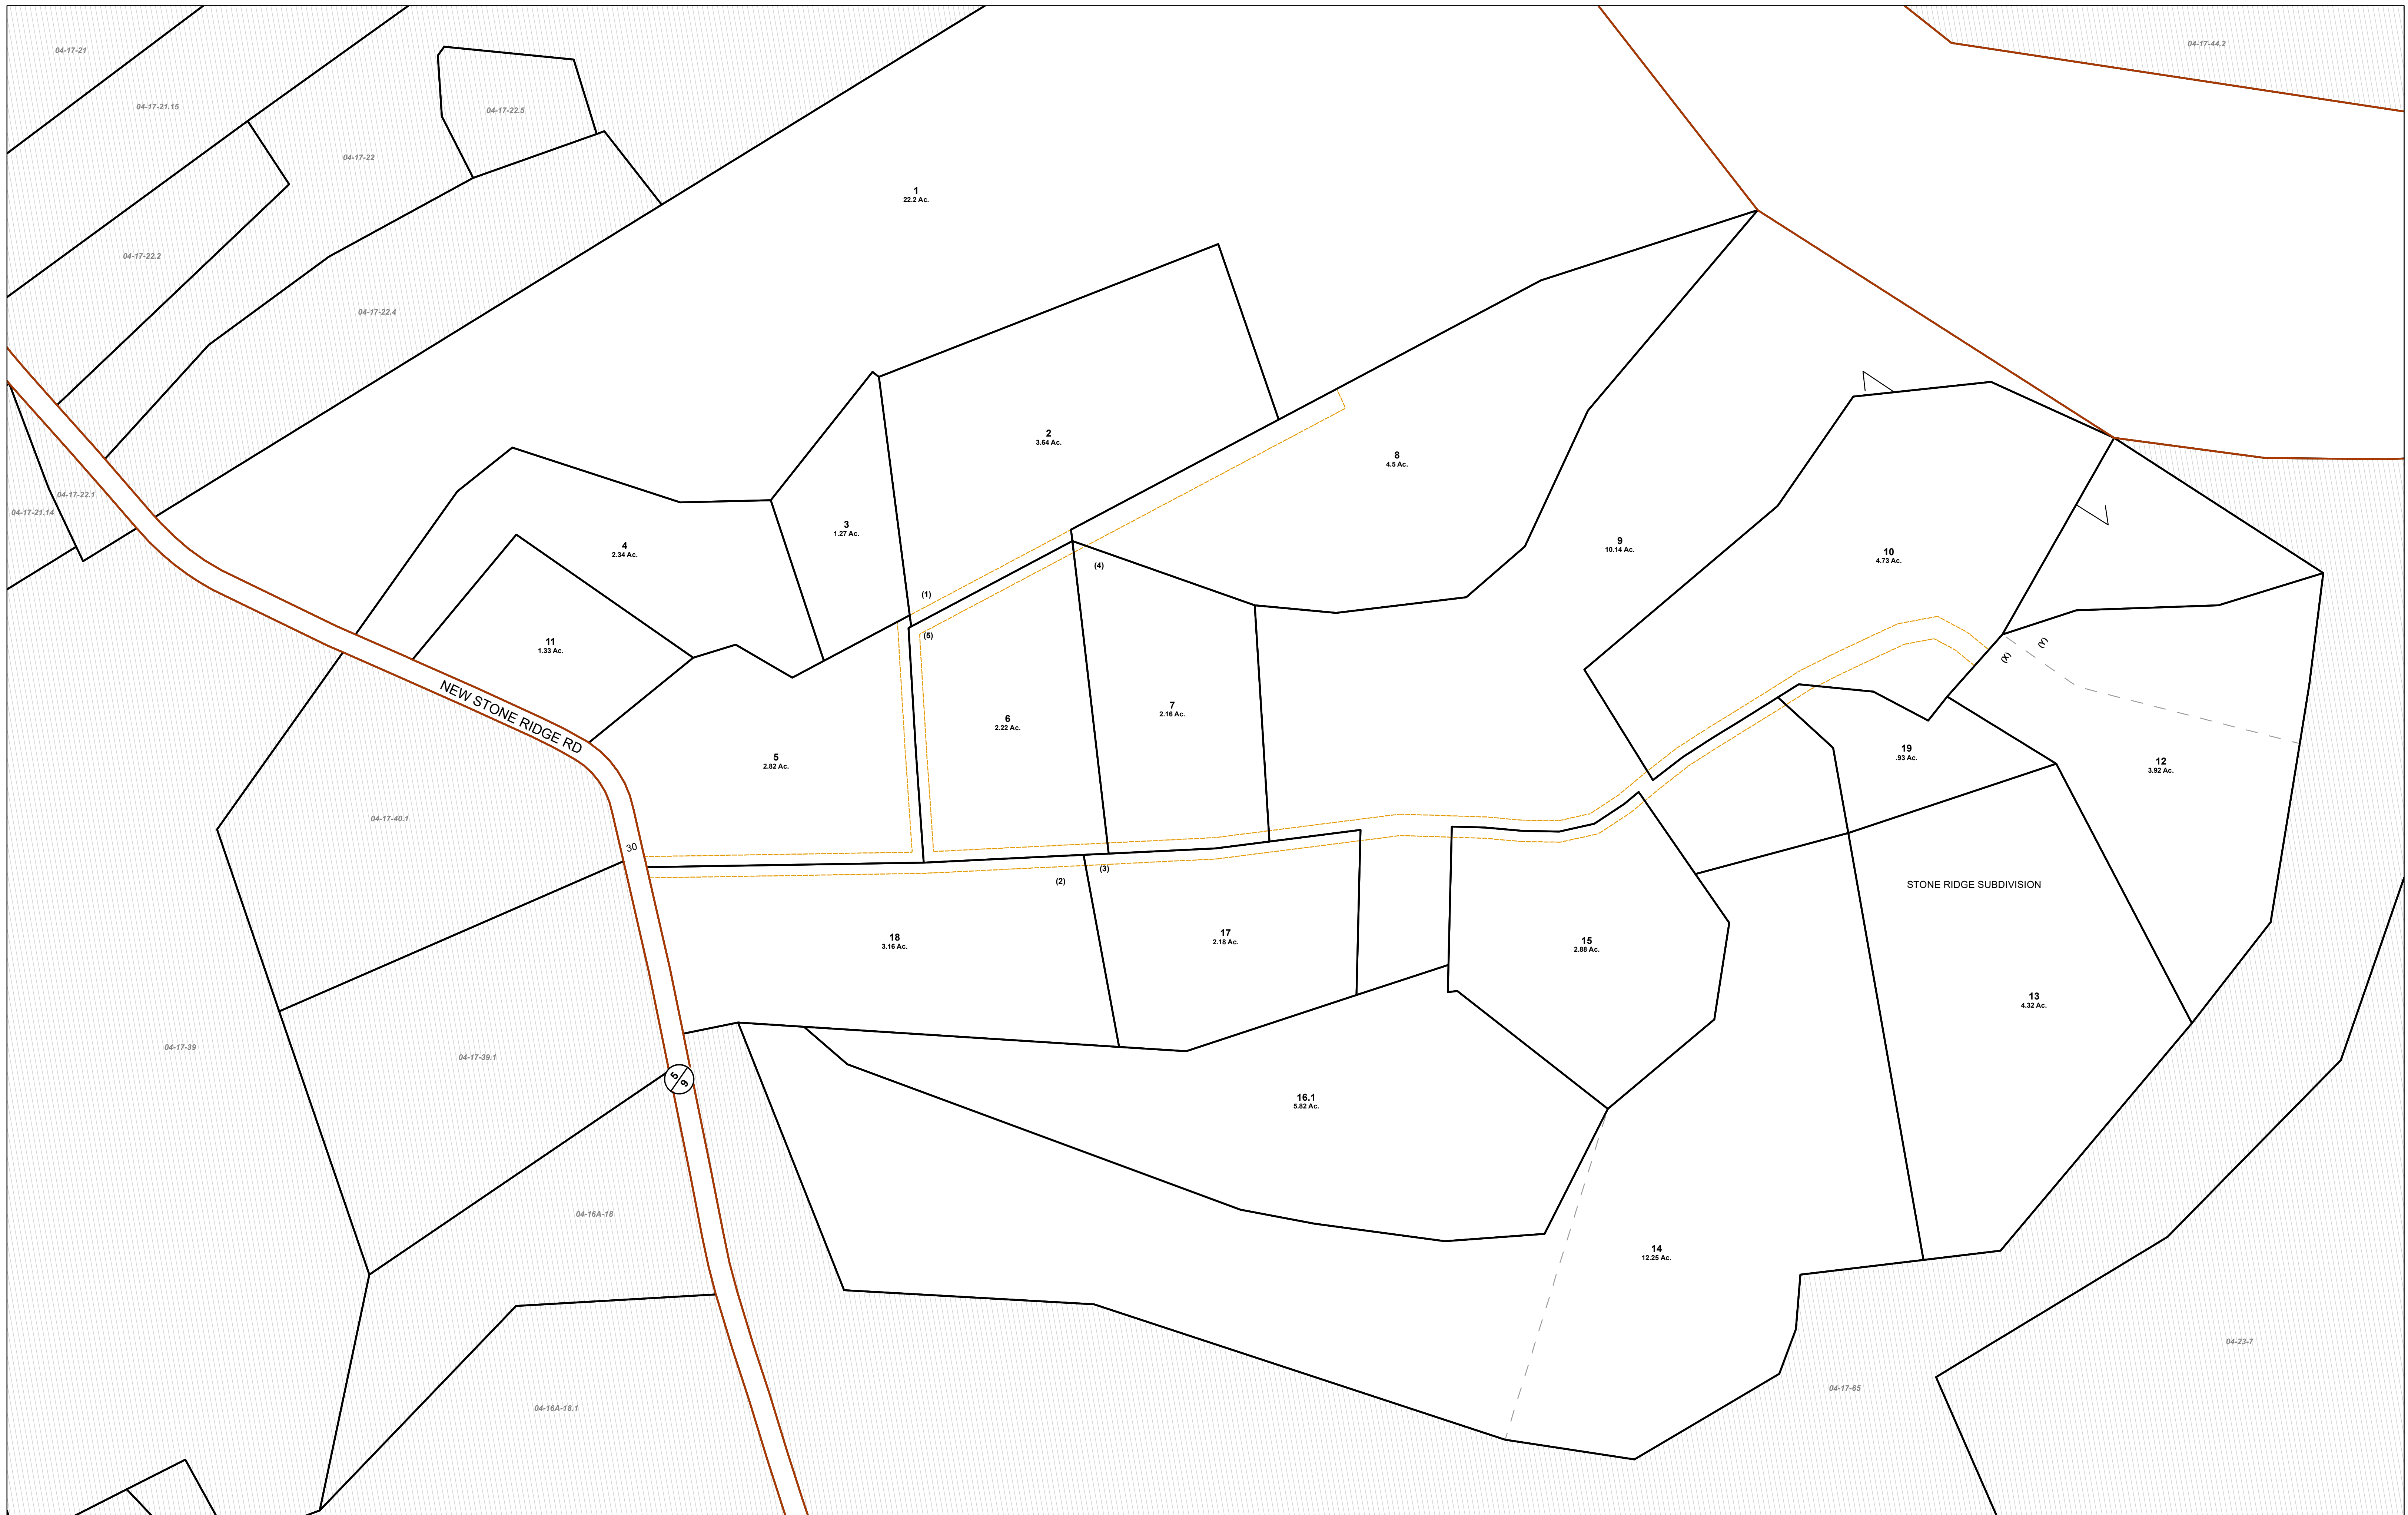 04-17-44.2
04-17-21
04-17-21.15
04-17-22.5
04-17-22
1
22.2 Ac.
04-17-22.2
04-17-22.4
2
3.64 Ac.
8
4.5 Ac.
04-17-22.1
04-17-21.14
3
1.27 Ac.
4
2.34 Ac.
9
10.14 Ac.
10
4.73 Ac.
(4)
(1)
(5)
11
1.33 Ac.
(X)
(Y)
NEW STONE RIDGE RD
7
2.16 Ac.
6
2.22 Ac.
5
2.82 Ac.
19
.93 Ac.
12
3.92 Ac.
04-17-40.1
30
(3)
(2)
STONE RIDGE SUBDIVISION
18
3.16 Ac.
17
2.18 Ac.
15
2.88 Ac.
13
4.32 Ac.
04-17-39
04-17-39.1
5
9
16.1
5.82 Ac.
04-16A-18
14
12.25 Ac.
04-23-7
04-17-65
04-16A-18.1